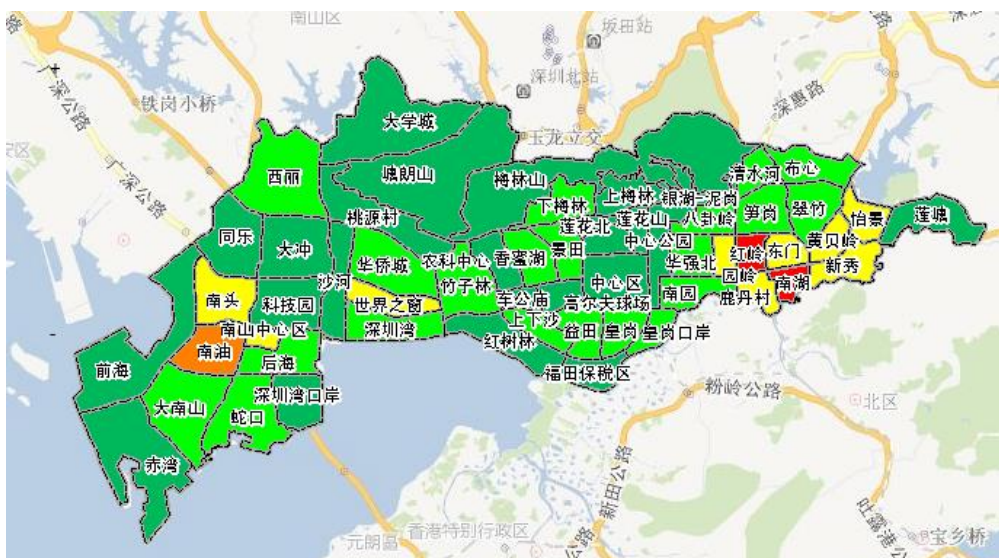 南山区
坂田站
深圳北站
广深公路
铁岗小桥
玉龙立交
深惠路
安区
广深公路
大学城
西丽
塘朗山
梅林山
上梅林
银湖
泥岗
清水河
布心
下梅林
桃源村
莲花北
莲花山
八卦岭
笋岗
翠竹
怡景
莲塘
同乐
大冲
中心公园
黄贝岭
华侨城
农科中心
香蜜湖
景田
华强北
红岭
东门
新秀
沙河
竹子林
中心区
园岭
南湖
南头
科技园
世界之窗
车公庙
高尔夫球场
南园
鹿丹村
南山中心区
深圳湾
上下沙
益田
皇岗
皇岗口岸
红树林
南油
后海
前海
福田保税区
大南山
蛇口
深圳湾口岸
粉岭公路
北区
赤湾
新田公路
吐露港公
香港特别行政区
元朗區
公路
宝乡桥